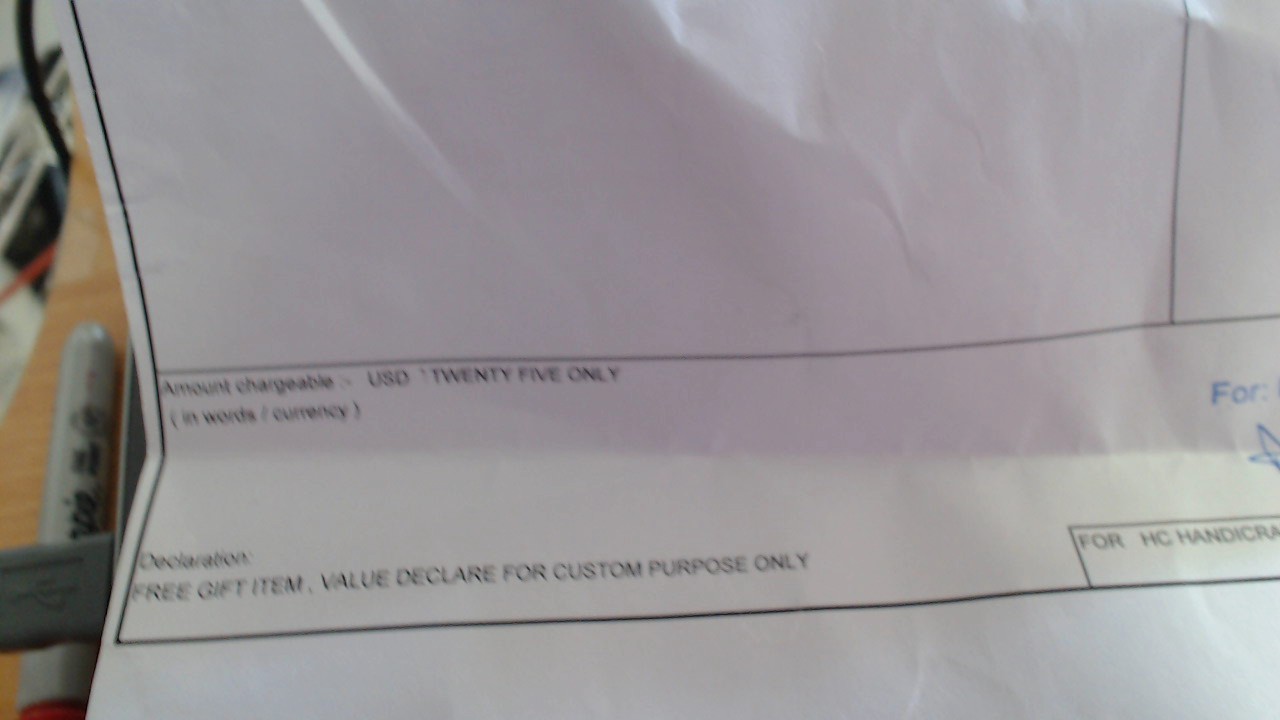 Amount chargeable :- USD `TWENTY FIVE ONLY
( in words / currency )
For:
Declaration:
FREE GIFT ITEM , VALUE DECLARE FOR CUSTOM PURPOSE ONLY
FOR HC HANDICRA